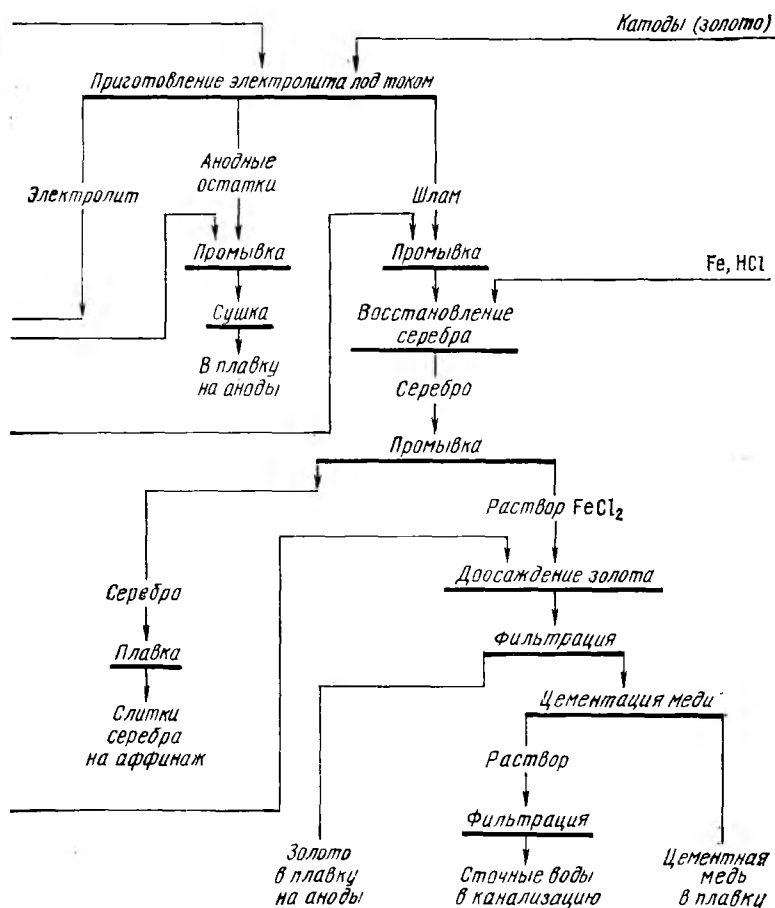 Катоды (золото)
Приготовление электролита под током
Анодные
остатки
Электролит
Шлам
Промывка
Промывка
Fe, HCl
Сушка
Восстановление
серебра
В плавку
на аноды
Серебро
Промывка
Раствор FeCl₂
Доосаждение золота
Серебро
Фильтрация
Плавка
Цементация меди
Слитки
серебра
на аффинаж
Раствор
Фильтрация
Золото
в плавку
на аноды
Сточные воды
в канализацию
Цементная
медь
в плавку